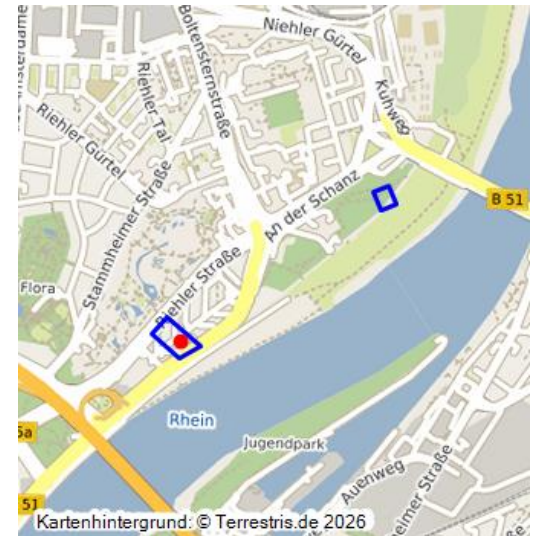 Niehler Gürtel
Boltensternstraße
Riehler-Tal
Kuhweg
Riehler Gürtel
Stammheimer Straße
An der Schanz
B 51
Riehler Straße
Flora
Rhein
Jugendpark
5a
Auenweg
51
Kartenhintergrund: © Terrestris.de 2026